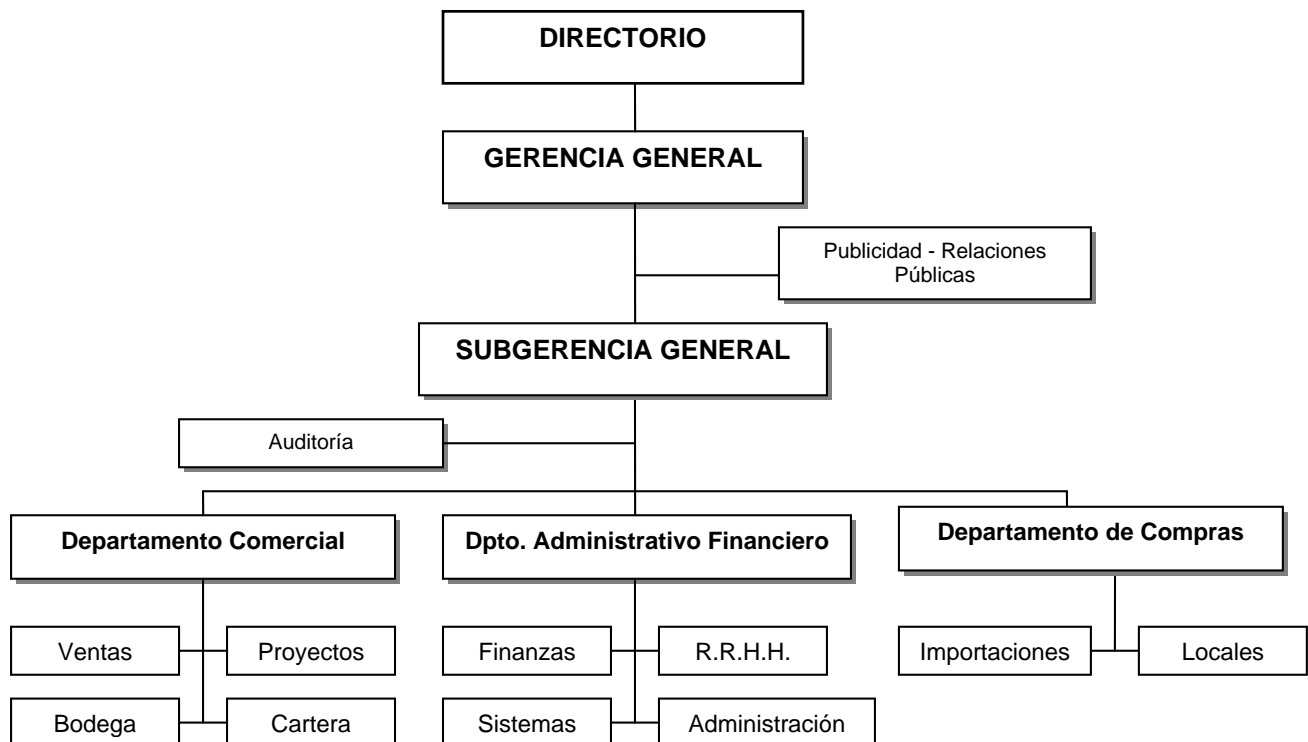 DIRECTORIO
GERENCIA GENERAL
Publicidad - Relaciones
Públicas
SUBGERENCIA GENERAL
Auditoría
Departamento Comercial
Dpto. Administrativo Financiero
Departamento de Compras
Ventas
Proyectos
Finanzas
R.R.H.H.
Importaciones
Locales
Bodega
Cartera
Sistemas
Administración